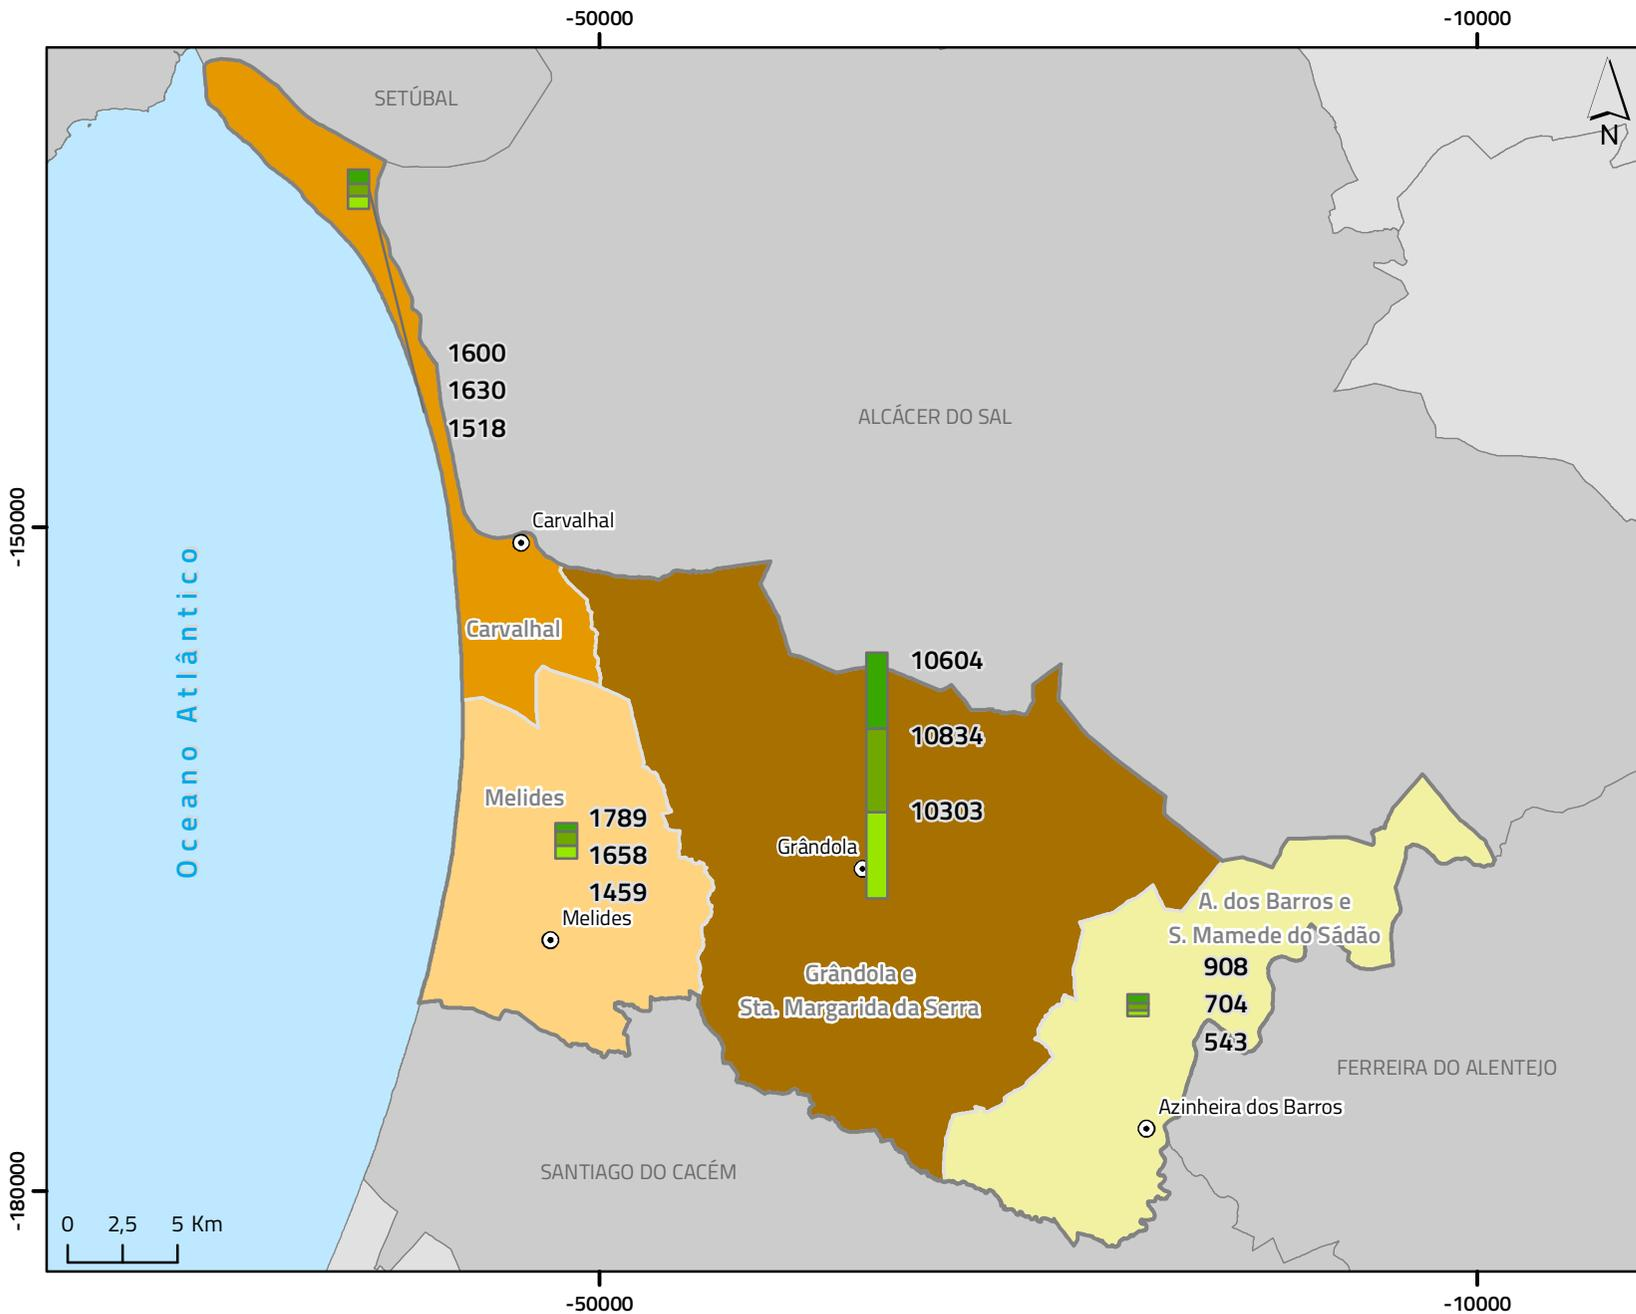 -50000
-10000
SETÚBAL
N
1600
1630
1518
ALCÁCER DO SAL
-150000
Carvalhal
Carvalhal
Oceano Atlântico
10604
10834
10303
Melides
1789
1658
1459
Melides
Grândola
Grândola e
Sta. Margarida da Serra
A. dos Barros e
S. Mamede do Sádão
908
704
543
FERREIRA DO ALENTEJO
Azinheira dos Barros
SANTIAGO DO CACÉM
-180000
0 2,5 5 Km
-50000
-10000